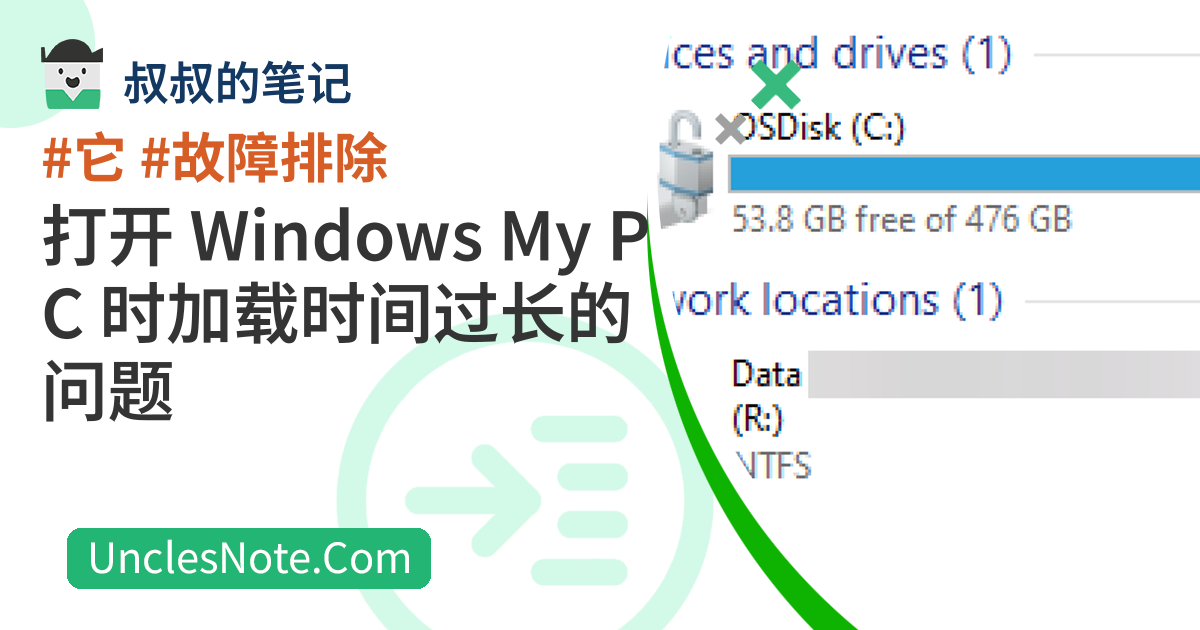 叔叔的笔记
#它 #故障排除
打开 Windows My P
C 时加载时间过长的
问题
UnclesNote.Com
ices and drives (1)
OSDisk (C:)
53.8 GB free of 476 GB
work locations (1)
Data
(R:)
NTFS